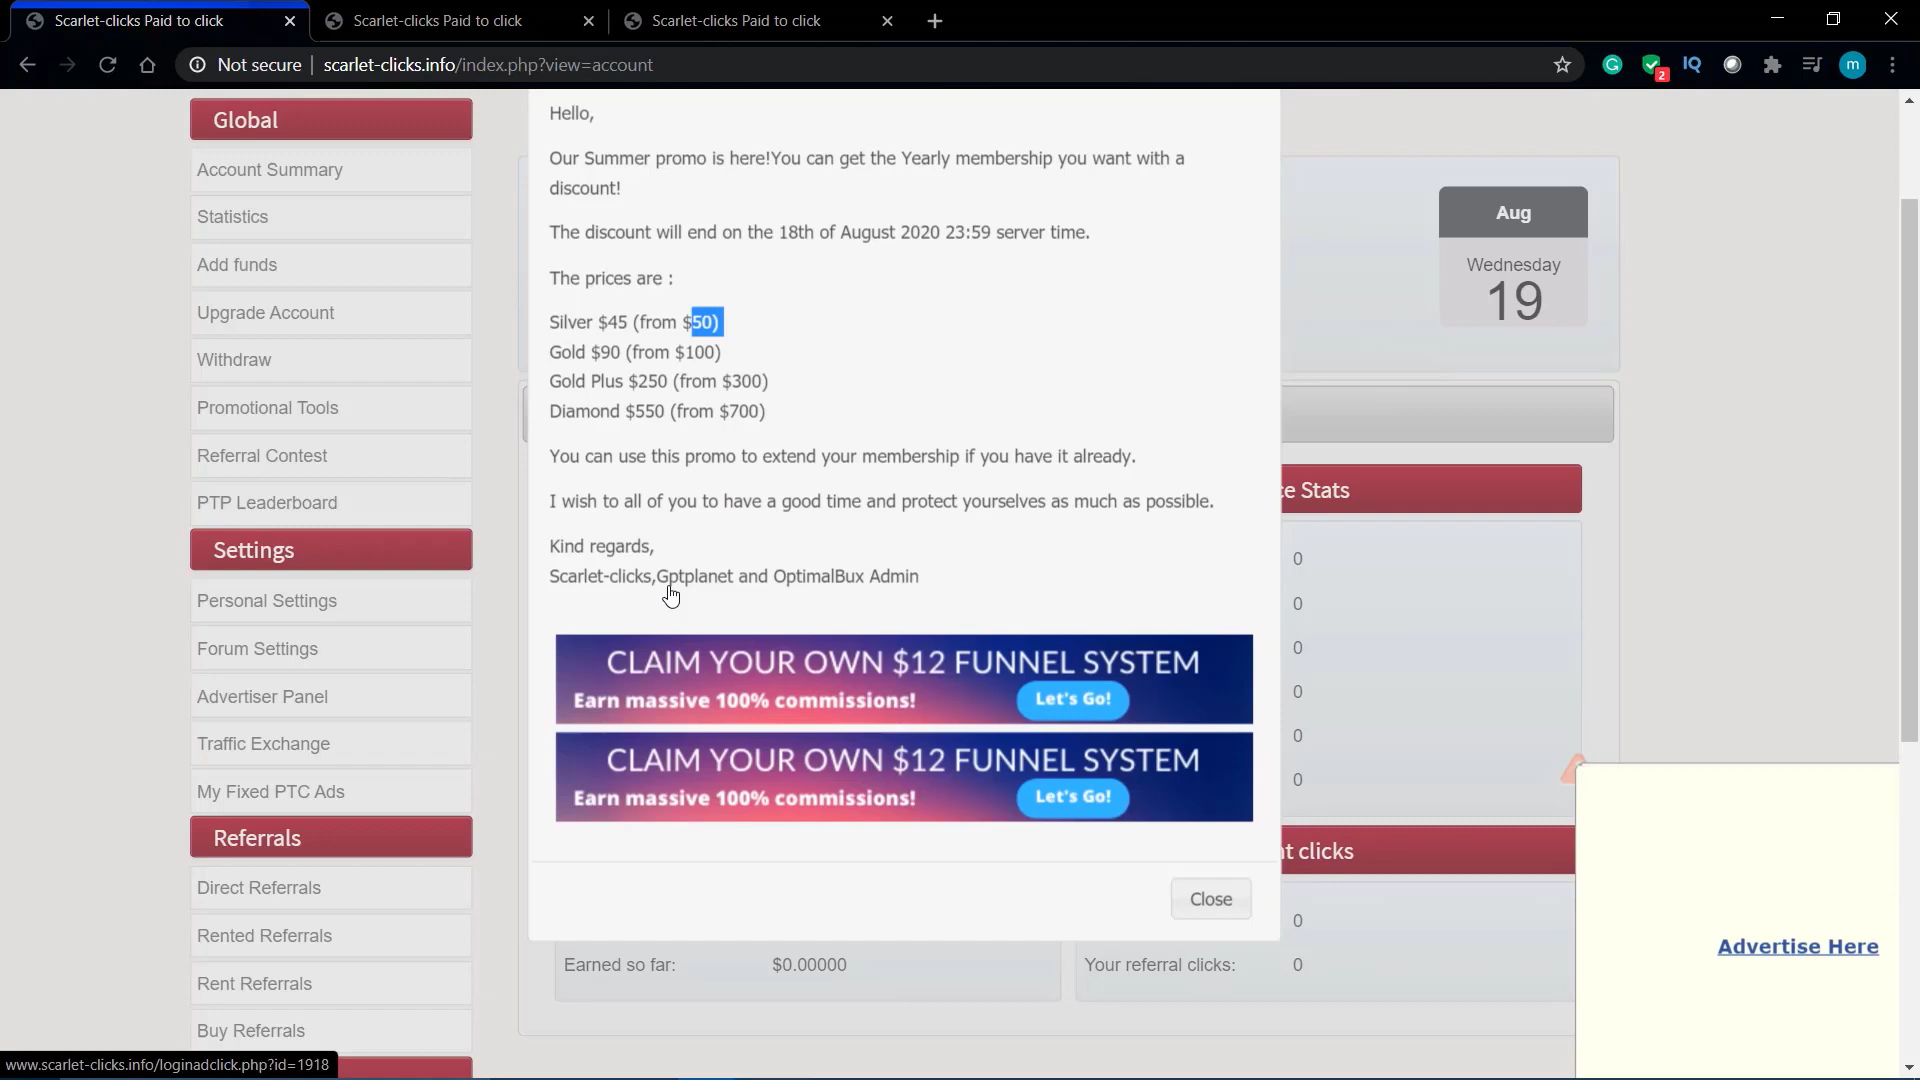 Scarlet-clicks Paid to click
Scarlet-clicks Paid to click
Scarlet-clicks Paid to click
Not secure
scarlet-clicks.info/index.php?view=account
2
IQ
m
Global
Account Summary
Statistics
Add funds
Upgrade Account
Withdraw
Promotional Tools
Referral Contest
PTP Leaderboard
Settings
Personal Settings
Forum Settings
Advertiser Panel
Traffic Exchange
My Fixed PTC Ads
Referrals
Direct Referrals
Rented Referrals
Rent Referrals
Buy Referrals
Hello,
Our Summer promo is here!You can get the Yearly membership you want with a
discount!
The discount will end on the 18th of August 2020 23:59 server time.
The prices are :
Silver $45 (from $50)
Gold $90 (from $100)
Gold Plus $250 (from $300)
Diamond $550 (from $700)
You can use this promo to extend your membership if you have it already.
I wish to all of you to have a good time and protect yourselves as much as possible.
Kind regards,
Scarlet-clicks,Gptplanet and OptimalBux Admin
CLAIM YOUR OWN $12 FUNNEL SYSTEM
Earn massive 100% commissions! Let's Go!
CLAIM YOUR OWN $12 FUNNEL SYSTEM
Earn massive 100% commissions! Let's Go!
Close
Earned so far: $0.00000
Aug
Wednesday
19
ce Stats
0
0
0
0
0
0
nt clicks
0
Your referral clicks: 0
Advertise Here
www.scarlet-clicks.info/loginadclick.php?id=1918